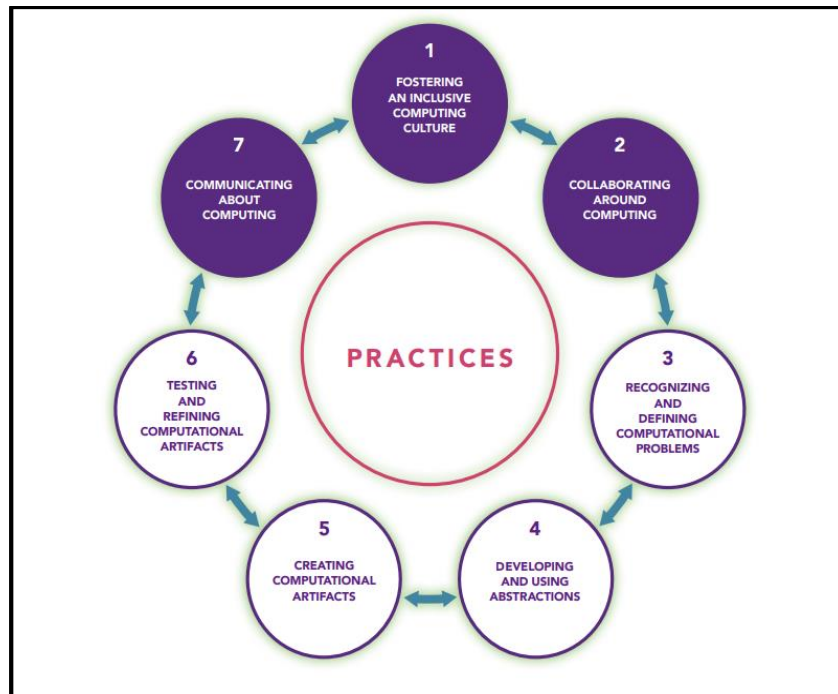 1
FOSTERING
AN INCLUSIVE
COMPUTING
CULTURE
2
COLLABORATING
AROUND
COMPUTING
3
RECOGNIZING
AND
DEFINING
COMPUTATIONAL
PROBLEMS
4
DEVELOPING
AND USING
ABSTRACTIONS
5
CREATING
COMPUTATIONAL
ARTIFACTS
6
TESTING
AND
REFINING
COMPUTATIONAL
ARTIFACTS
7
COMMUNICATING
ABOUT
COMPUTING
PRACTICES